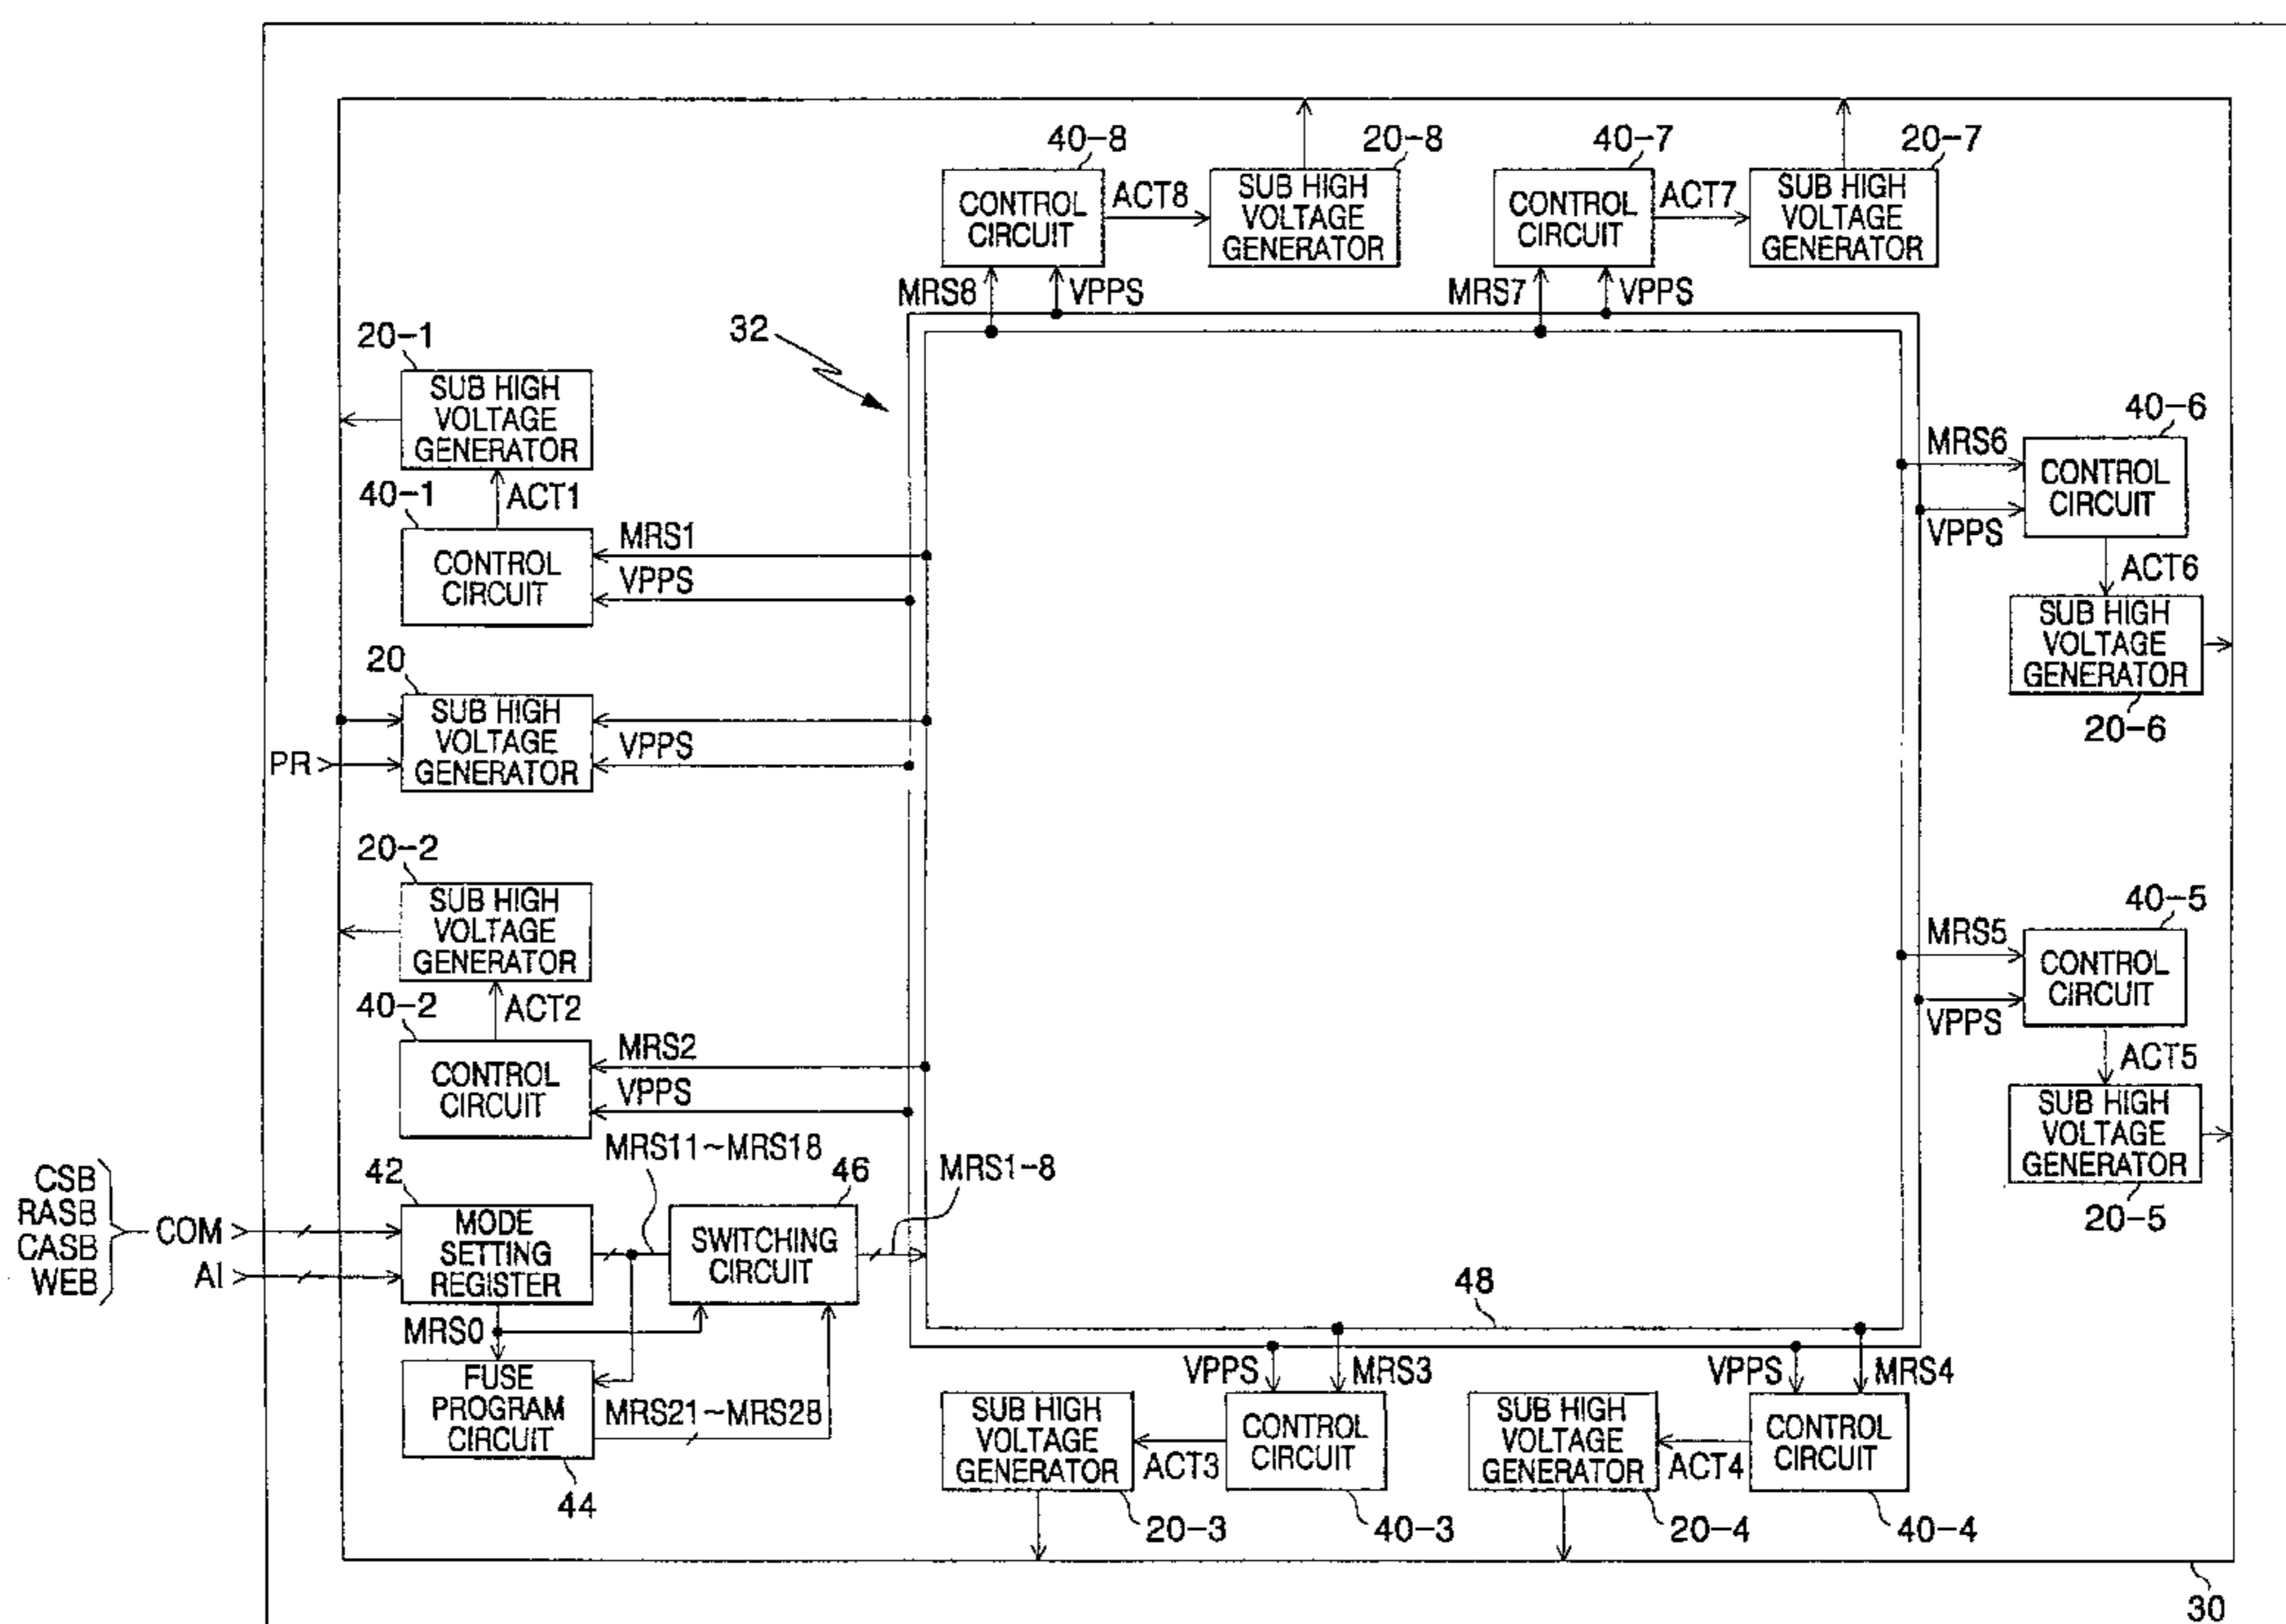 40-8
20-8
40-7
20-7
CONTROL
CIRCUIT
ACT8
SUB HIGH
VOLTAGE
GENERATOR
CONTROL
CIRCUIT
ACT7
SUB HIGH
VOLTAGE
GENERATOR
MRS8
VPPS
MRS7
VPPS
32
20-1
SUB HIGH
VOLTAGE
GENERATOR
40-1
ACT1
CONTROL
CIRCUIT
MRS1
VPPS
40-6
MRS6
CONTROL
CIRCUIT
VPPS
ACT6
SUB HIGH
VOLTAGE
GENERATOR
20-6
20
SUB HIGH
VOLTAGE
GENERATOR
VPPS
PR
20-2
SUB HIGH
VOLTAGE
GENERATOR
40-2
ACT2
CONTROL
CIRCUIT
MRS2
VPPS
40-5
MRS5
CONTROL
CIRCUIT
VPPS
ACT5
SUB HIGH
VOLTAGE
GENERATOR
20-5
CSB
RASB
CASB
WEB
COM
AI
42
MODE
SETTING
REGISTER
MRS11~MRS18
46
SWITCHING
CIRCUIT
MRS1-8
MRS0
FUSE
PROGRAM
CIRCUIT
44
MRS21~MRS28
48
VPPS
MRS3
VPPS
MRS4
SUB HIGH
VOLTAGE
GENERATOR
ACT3
CONTROL
CIRCUIT
SUB HIGH
VOLTAGE
GENERATOR
ACT4
CONTROL
CIRCUIT
20-3
40-3
20-4
40-4
30